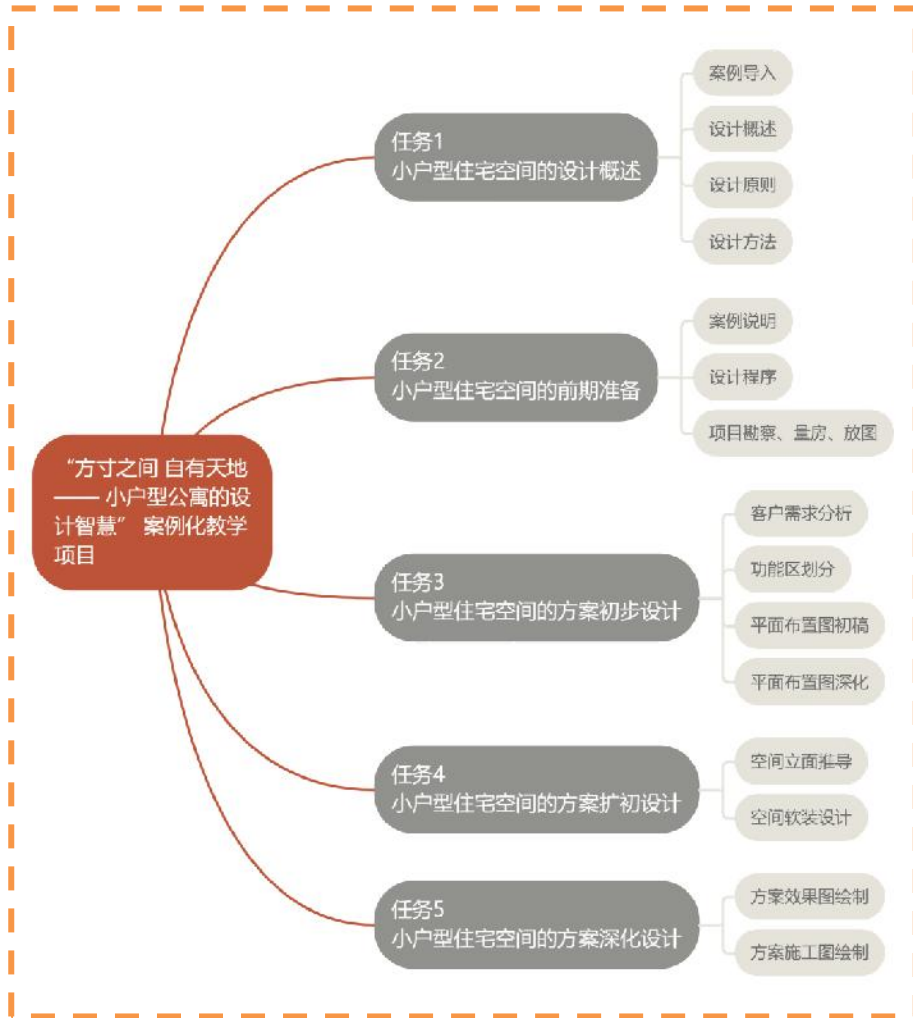 “方寸之间 自有天地
—— 小户型公寓的设
计智慧” 案例化教学
项目
任务1
小户型住宅空间的设计概述
案例导入
设计概述
设计原则
设计方法
任务2
小户型住宅空间的前期准备
案例说明
设计程序
项目勘察、量房、放图
任务3
小户型住宅空间的方案初步设计
客户需求分析
功能区划分
平面布置图初稿
平面布置图深化
任务4
小户型住宅空间的方案扩初设计
空间立面推导
空间软装设计
任务5
小户型住宅空间的方案深化设计
方案效果图绘制
方案施工图绘制